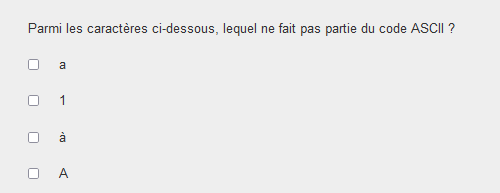 Parmi les caractères ci-dessous, lequel ne fait pas partie du code ASCII ?
a
1
à
A